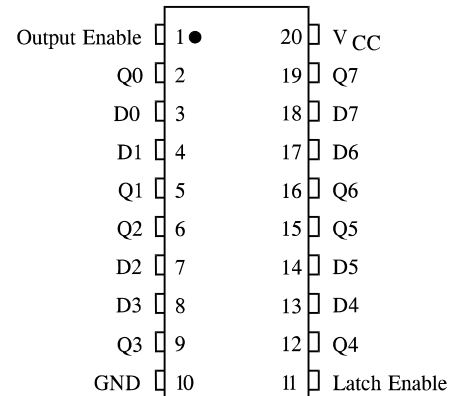 Output Enable 1 20 V CC
Q0 2 19 Q7
D0 3 18 D7
D1 4 17 D6
Q1 5 16 Q6
Q2 6 15 Q5
D2 7 14 D5
D3 8 13 D4
Q3 9 12 Q4
GND 10 11 Latch Enable